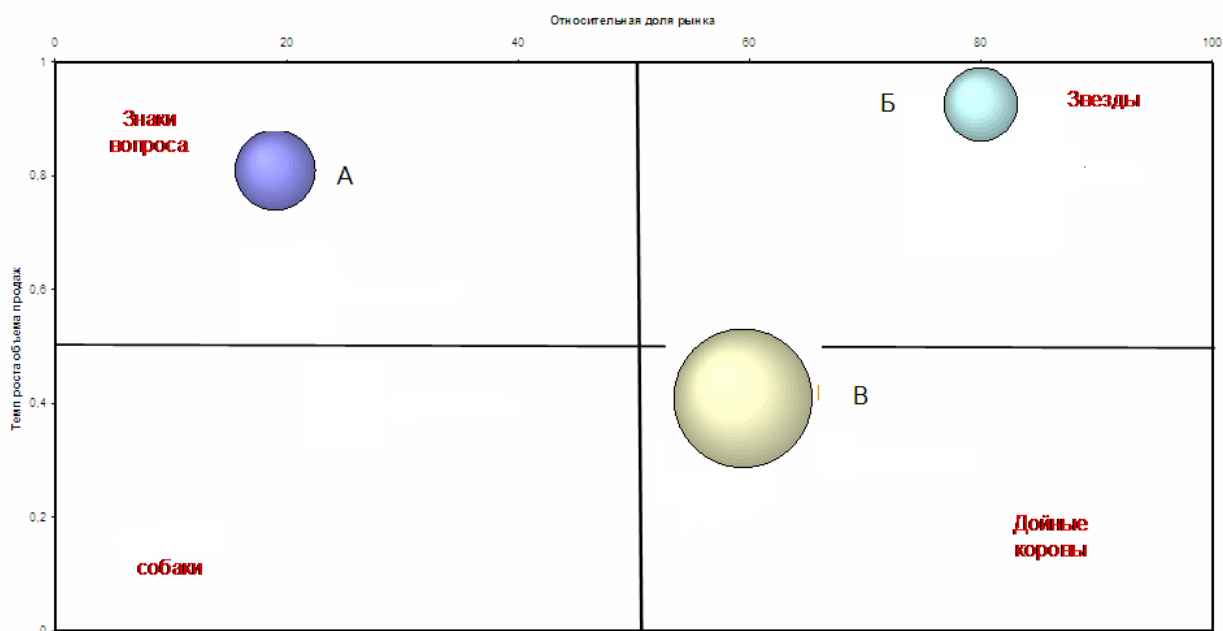 Относительная доля рынка
0 20 40 60 80 100
1
Знаки
вопроса
Б
Звезды
0,8
А
0,6
Темп роста объема продаж
0,4
В
0,2
Дойные
коровы
собаки
0